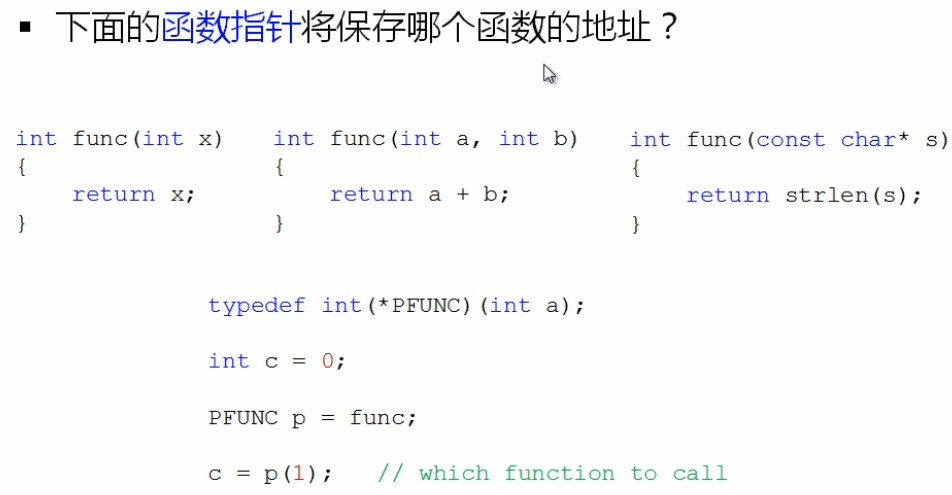 ▪ 下面的函数指针将保存哪个函数的地址？
int func(int x) int func(int a, int b) int func(const char* s)
{ { {
return x; return a + b; return strlen(s);
} } }
typedef int(*PFUNC)(int a);
int c = 0;
PFUNC p = func;
c = p(1); // which function to call